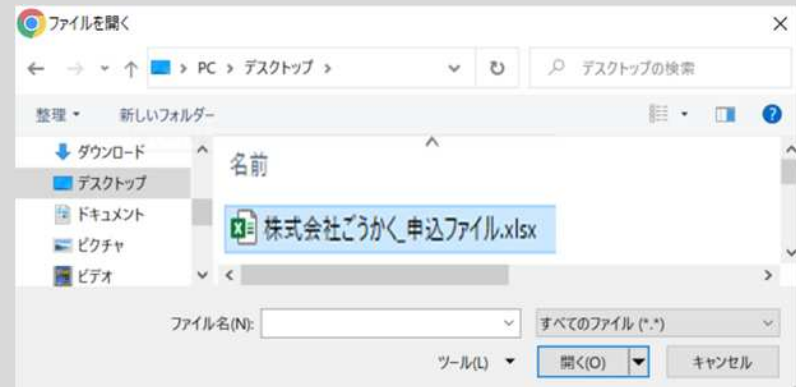 ファイルを開く
PC > デスクトップ >
デスクトップの検索
整理
新しいフォルダー
ダウンロード
デスクトップ
ドキュメント
ピクチャ
ビデオ
名前
株式会社ごうかく_申込ファイル.xlsx
ファイル名(N):
すべてのファイル (*.*)
ツール(L)
開く(O)
キャンセル